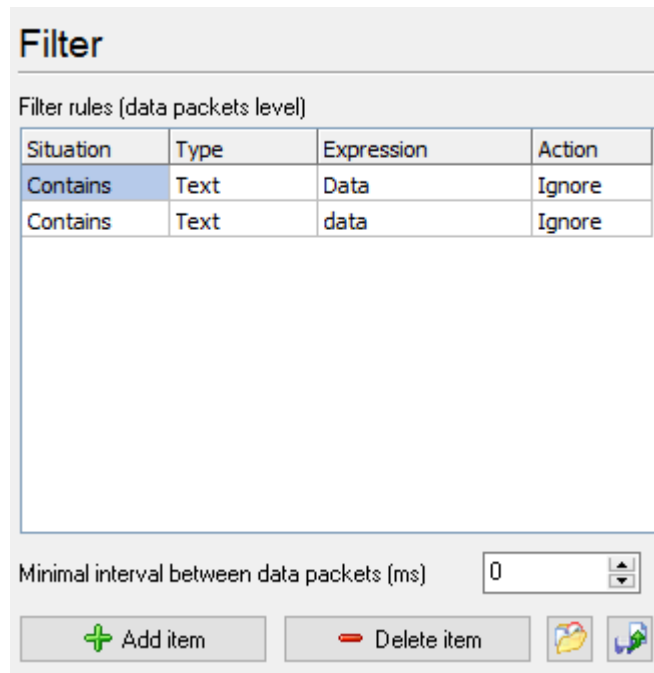 Filter
Filter rules (data packets level)
Situation Type Expression Action
Contains Text Data Ignore
Contains Text data Ignore
Minimal interval between data packets (ms) 0
Add item Delete item